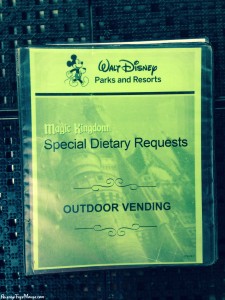 WALT DISNEY
Parks and Resorts
Magic Kingdom
Special Dietary Requests
OUTDOOR VENDING